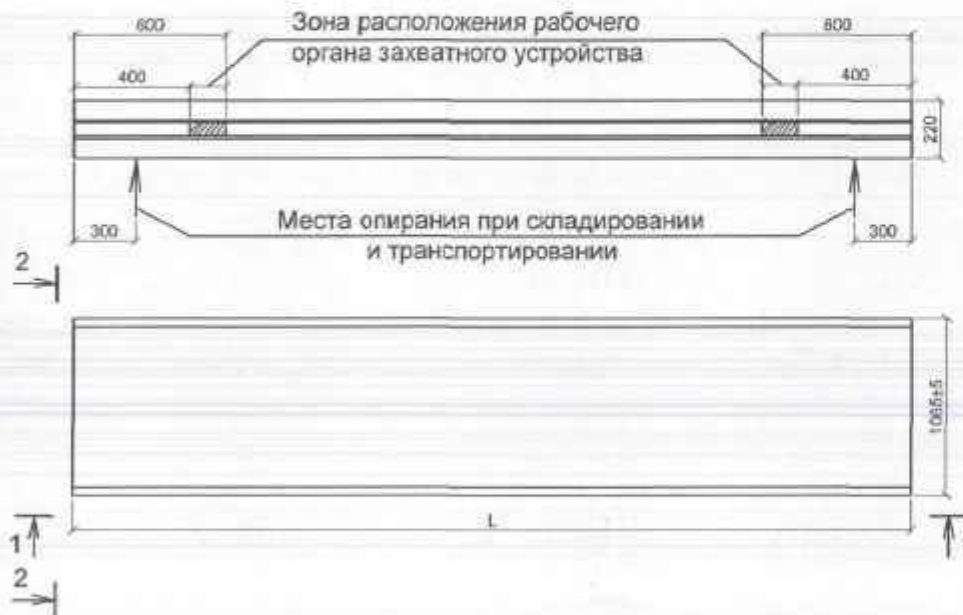 600
Зона расположения рабочего
органа захватного устройства
600
400
400
220
300
Места опирания при складировании
и транспортировании
300
2
1065±5
L
1
2